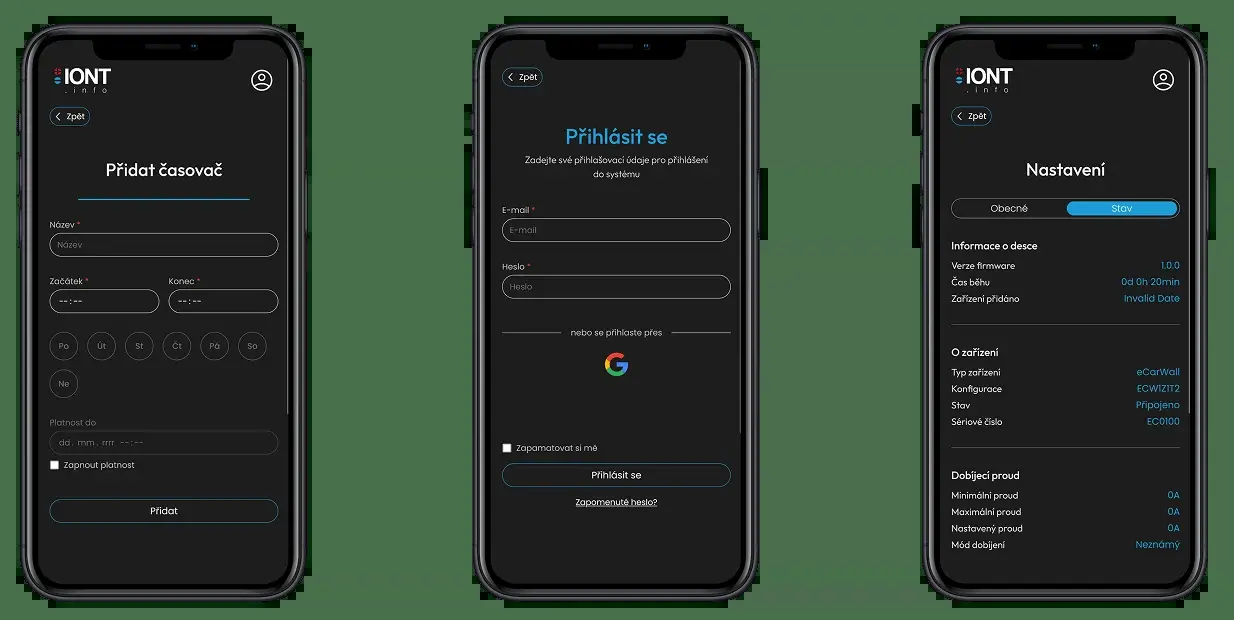 IONT
.info
Zpět
Přidat časovač
Název *
Název
Začátek * Konec *
--:-- --:--
Po Út St Čt Pá So
Ne
Platnost do
dd. mm. rrrr --:--
Zapnout platnost
Přidat
Zpět
Přihlásit se
Zadejte své přihlašovací údaje pro přihlášení
do systému
E-mail *
E-mail
Heslo *
Heslo
nebo se přihlaste přes
Zapamatovat si mě
Přihlásit se
Zapomenuté heslo?
IONT
.info
Zpět
Nastavení
Obecné Stav
Informace o desce
Verze firmware 1.0.0
Čas běhu 0d 0h 20min
Zařízení přidáno Invalid Date
O zařízení
Typ zařízení eCarWall
Konfigurace ECW1Z1T2
Stav Připojeno
Sériové číslo EC0100
Dobíjecí proud
Minimální proud 0A
Maximální proud 0A
Nastavený proud 0A
Mód dobíjení Neznámý